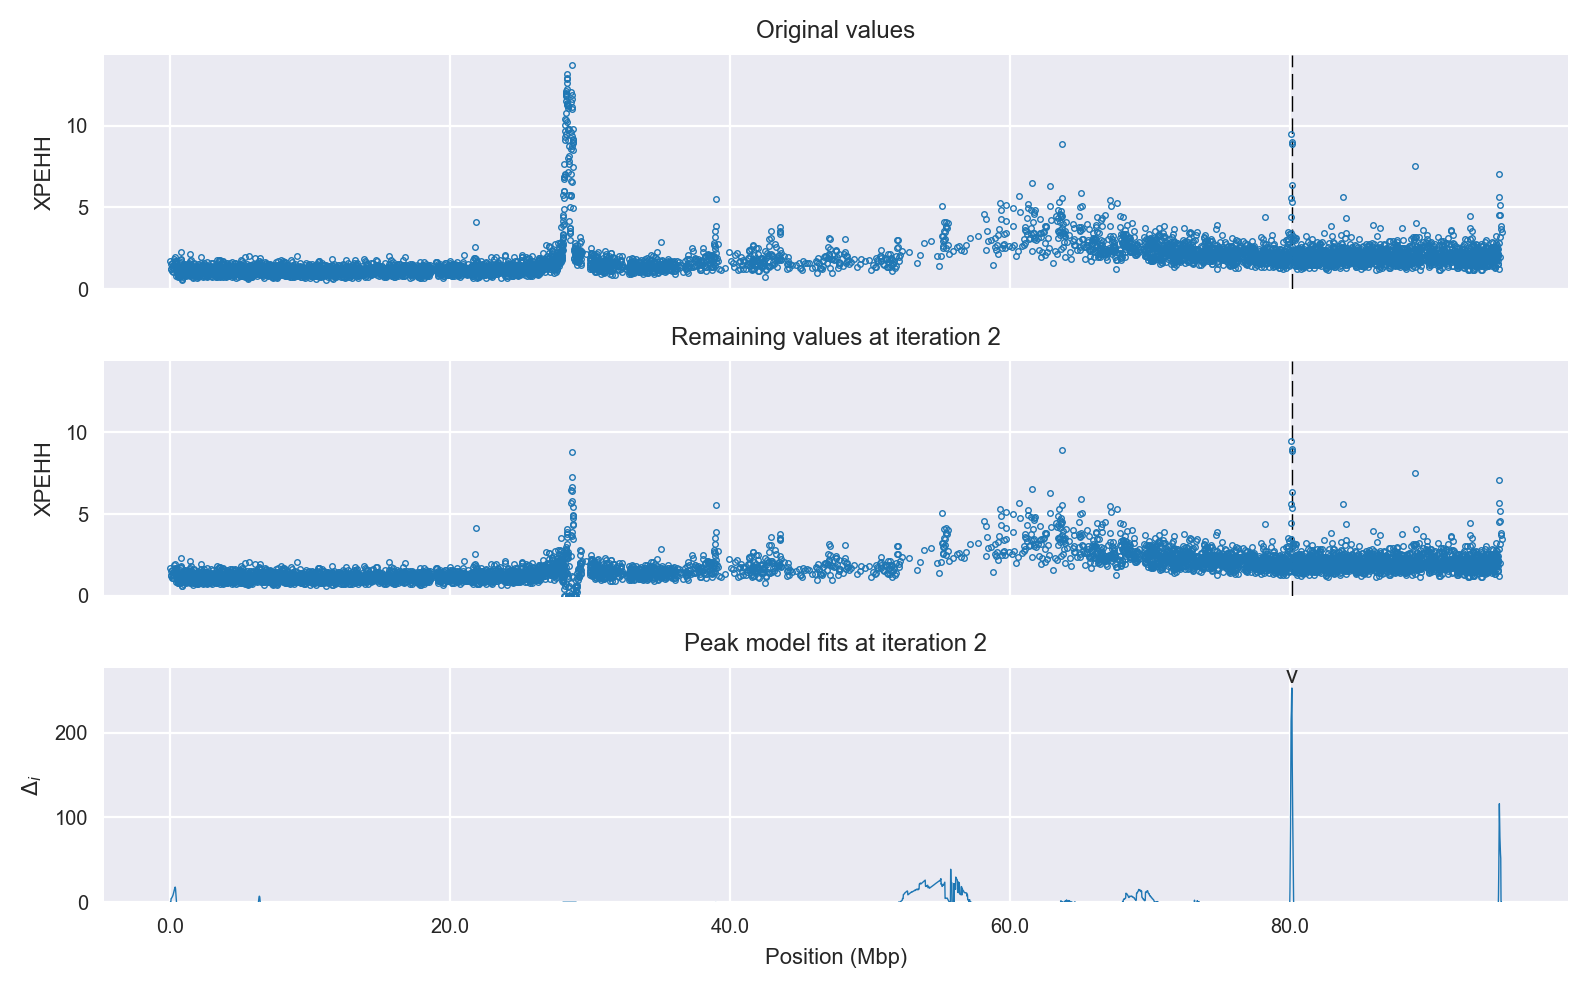 Original values
10
5
0
XPEHH
Remaining values at iteration 2
10
5
0
XPEHH
Peak model fits at iteration 2
v
200
100
0
Δi
0.0 20.0 40.0 60.0 80.0
Position (Mbp)